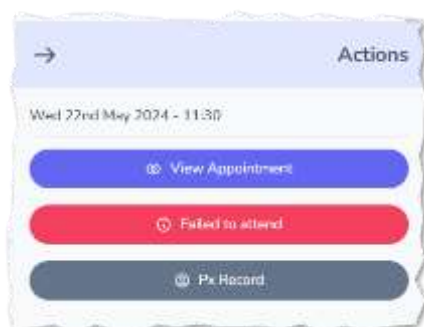 Actions
Wed 22nd May 2024 - 11:30
View Appointment
Failed to attend
Px Record